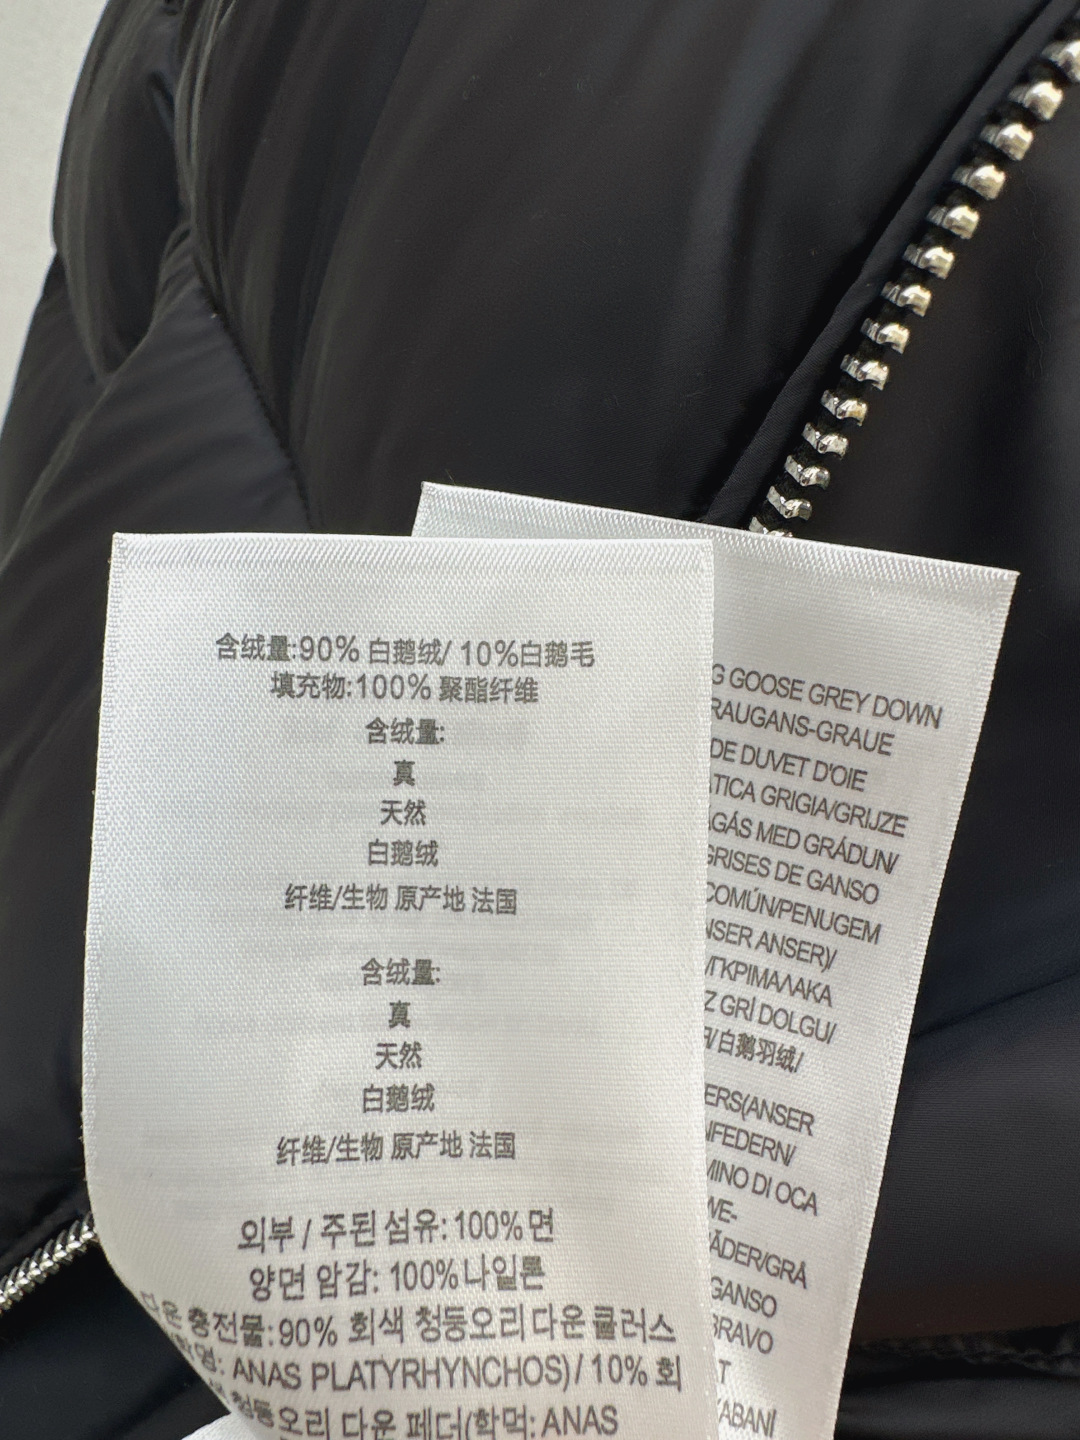 含绒量:90% 白鹅绒/ 10%白鹅毛
填充物:100% 聚酯纤维
含绒量:
真
天然
白鹅绒
纤维/生物 原产地 法国
含绒量:
真
天然
白鹅绒
纤维/生物 原产地 法国
외부 / 주된 섬유: 100%면
양면 암감: 100%나일론
다운 충전물:90% 회색 청둥오리다운클러스
ANAS PLATYRHYNCHOS) / 10% 회
청둥오리 다운 페더(학먹: ANAS
G GOOSE GREY DOWN
RAUGANS-GRAUE
DE DUVET D'OIE
TICA GRIGIA/GRIJZE
GÁS MED GRÁDUN/
GRISES DE GANSO
COMÚN/PENUGEM
NSER ANSER)/
ΓΚΡΙΜΑΛΑΚΑ
Z GRİ DOLGU/
/白鹅羽绒/
ERS(ANSER
NFEDERN/
MINO DI OCA
WE-
ÄDER/GRÅ
GANSO
BRAVO
T
YABANİ